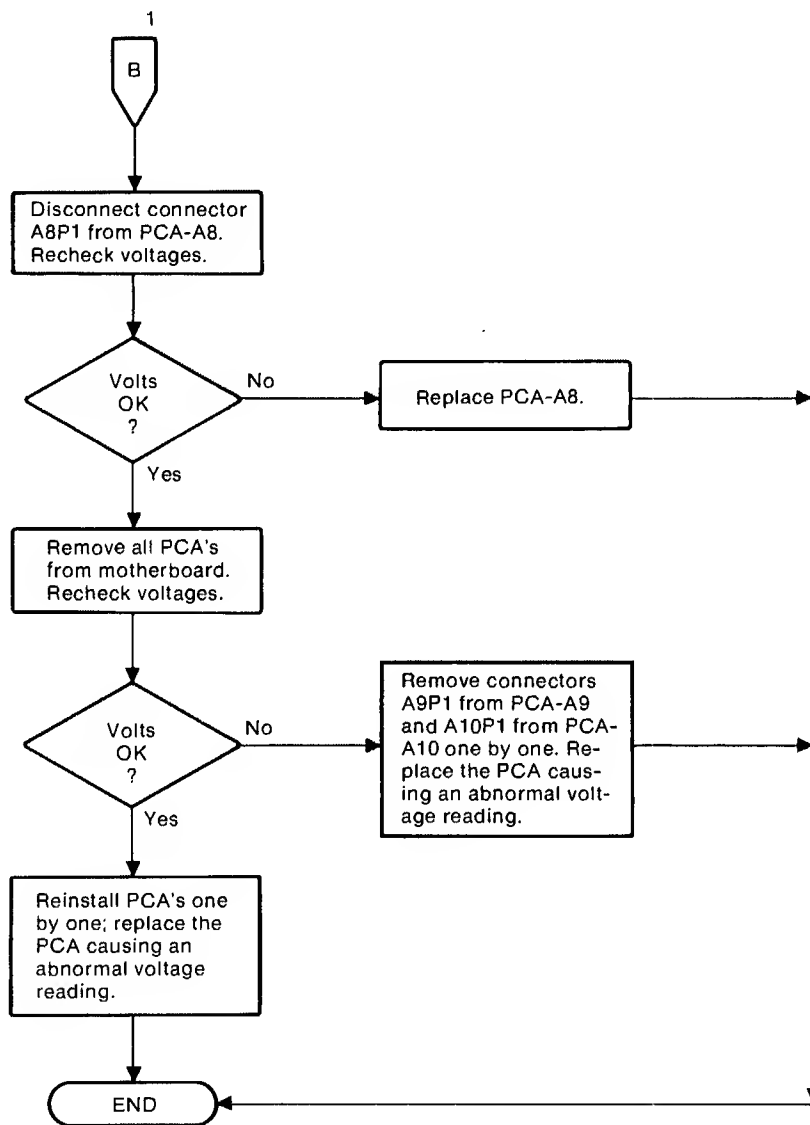 1
B
Disconnect connector
A8P1 from PCA-A8.
Recheck voltages.
Volts
OK
?
No
Replace PCA-A8.
Yes
Remove all PCA's
from motherboard.
Recheck voltages.
Volts
OK
?
No
Remove connectors
A9P1 from PCA-A9
and A10P1 from PCA-
A10 one by one. Re-
place the PCA caus-
ing an abnormal volt-
age reading.
Yes
Reinstall PCA's one
by one; replace the
PCA causing an
abnormal voltage
reading.
END